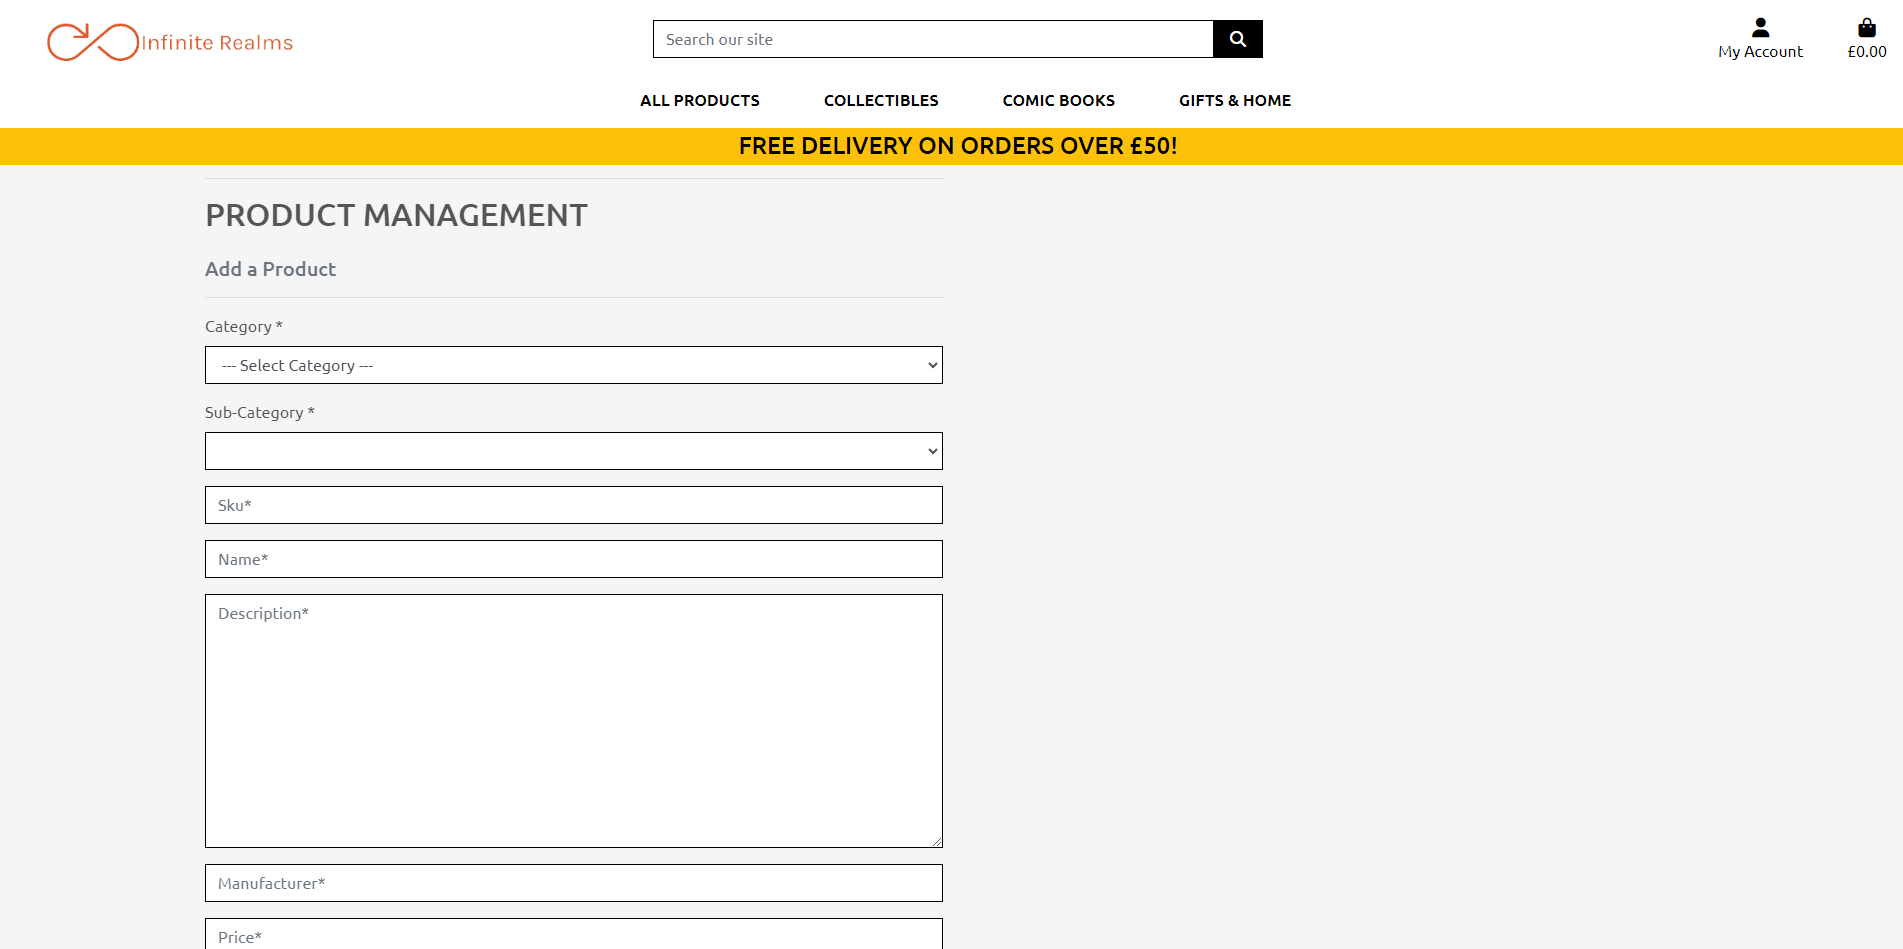 Infinite Realms
Search our site
My Account
£0.00
ALL PRODUCTS
COLLECTIBLES
COMIC BOOKS
GIFTS & HOME
FREE DELIVERY ON ORDERS OVER £50!
PRODUCT MANAGEMENT
Add a Product
Category *
--- Select Category ---
Sub-Category *
Sku*
Name*
Description*
Manufacturer*
Price*